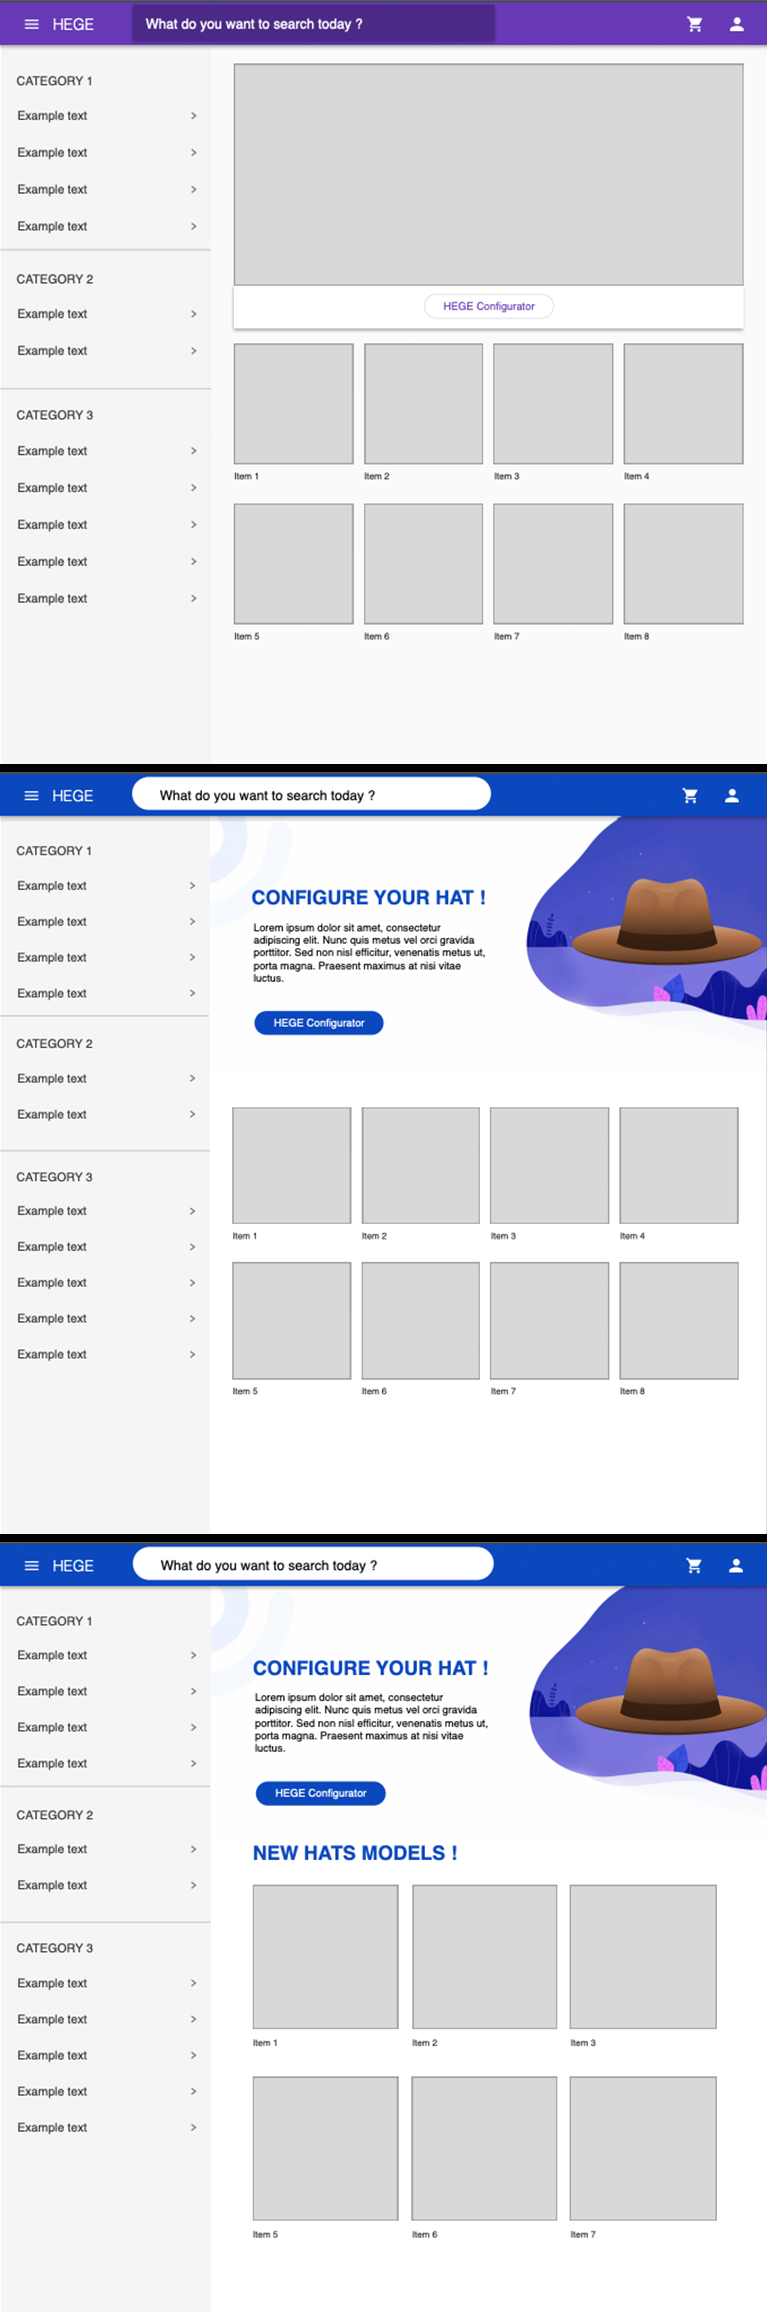 HEGE
What do you want to search today ?
CATEGORY 1
Example text
Example text
Example text
Example text
CATEGORY 2
Example text
Example text
CATEGORY 3
Example text
Example text
Example text
Example text
Example text
HEGE Configurator
Item 1
Item 2
Item 3
Item 4
Item 5
Item 6
Item 7
Item 8
HEGE
What do you want to search today ?
CATEGORY 1
Example text
Example text
Example text
Example text
CATEGORY 2
Example text
Example text
CATEGORY 3
Example text
Example text
Example text
Example text
Example text
CONFIGURE YOUR HAT !
Lorem ipsum dolor sit amet, consectetur
adipiscing elit. Nunc quis metus vel orci gravida
porttitor. Sed non nisl efficitur, venenatis metus ut,
porta magna. Praesent maximus at nisi vitae
luctus.
HEGE Configurator
Item 1
Item 2
Item 3
Item 4
Item 5
Item 6
Item 7
Item 8
HEGE
What do you want to search today ?
CATEGORY 1
Example text
Example text
Example text
Example text
CATEGORY 2
Example text
Example text
CATEGORY 3
Example text
Example text
Example text
Example text
Example text
CONFIGURE YOUR HAT !
Lorem ipsum dolor sit amet, consectetur
adipiscing elit. Nunc quis metus vel orci gravida
porttitor. Sed non nisl efficitur, venenatis metus ut,
porta magna. Praesent maximus at nisi vitae
luctus.
HEGE Configurator
NEW HATS MODELS !
Item 1
Item 2
Item 3
Item 5
Item 6
Item 7